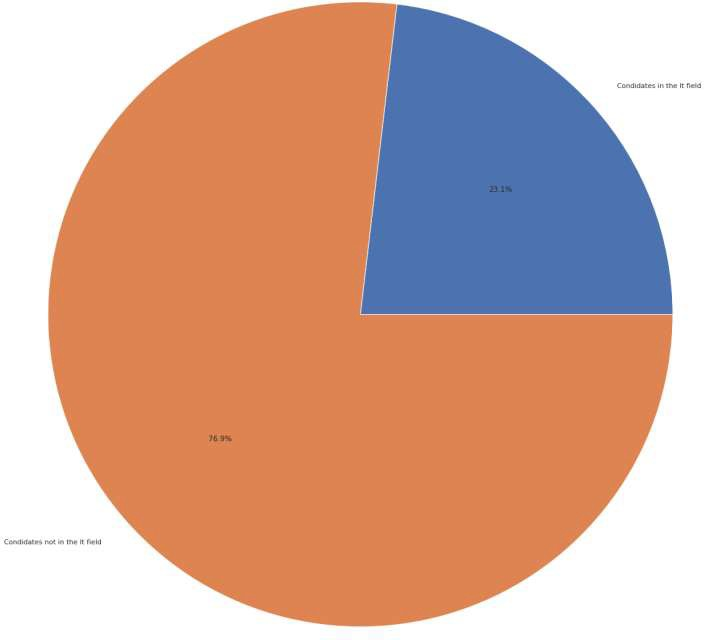 Condidates in the It field
23.1%
76.9%
Condidates not in the It field